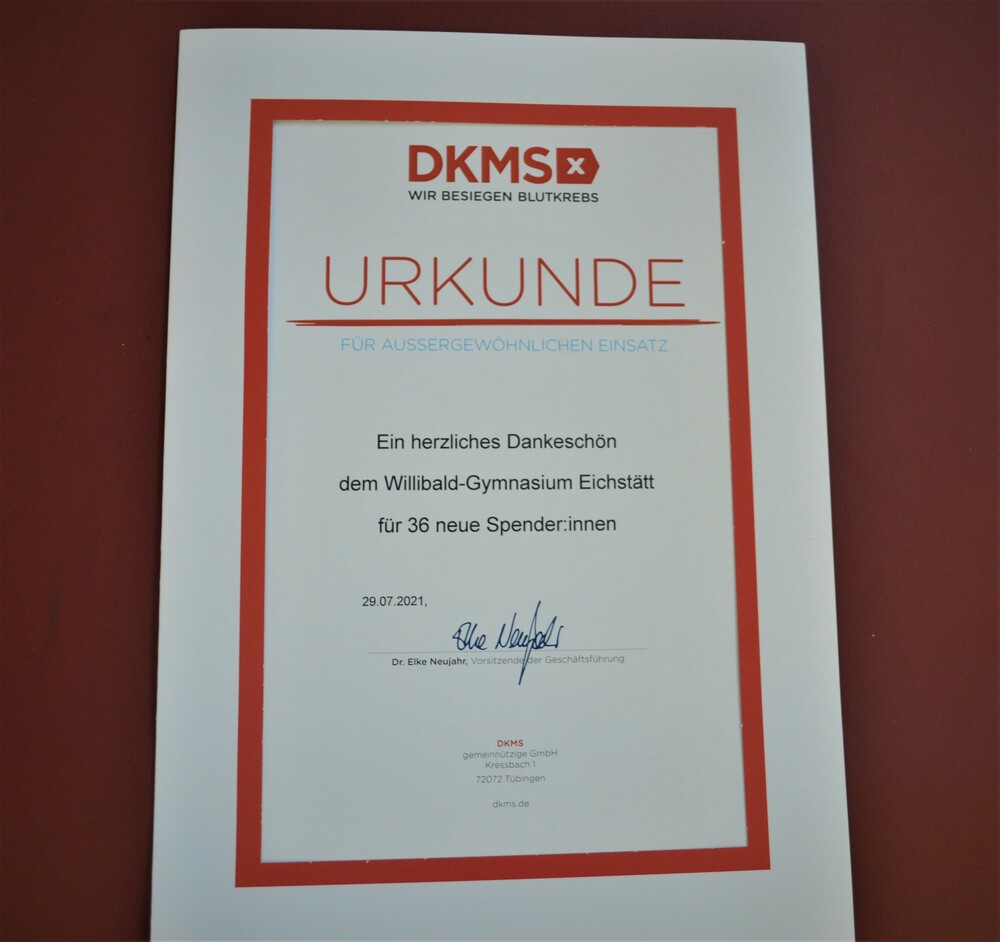 DKMS x
WIR BESIEGEN BLUTKREBS
URKUNDE
FÜR AUSSERGEWÖHNLICHEN EINSATZ
Ein herzliches Dankeschön
dem Willibald-Gymnasium Eichstätt
für 36 neue Spender:innen
29.07.2021,
Elke Neujahr
Dr. Elke Neujahr, Vorsitzende der Geschäftsführung
DKMS
gemeinnützige GmbH
Kressbach 1
72072 Tübingen
dkms.de